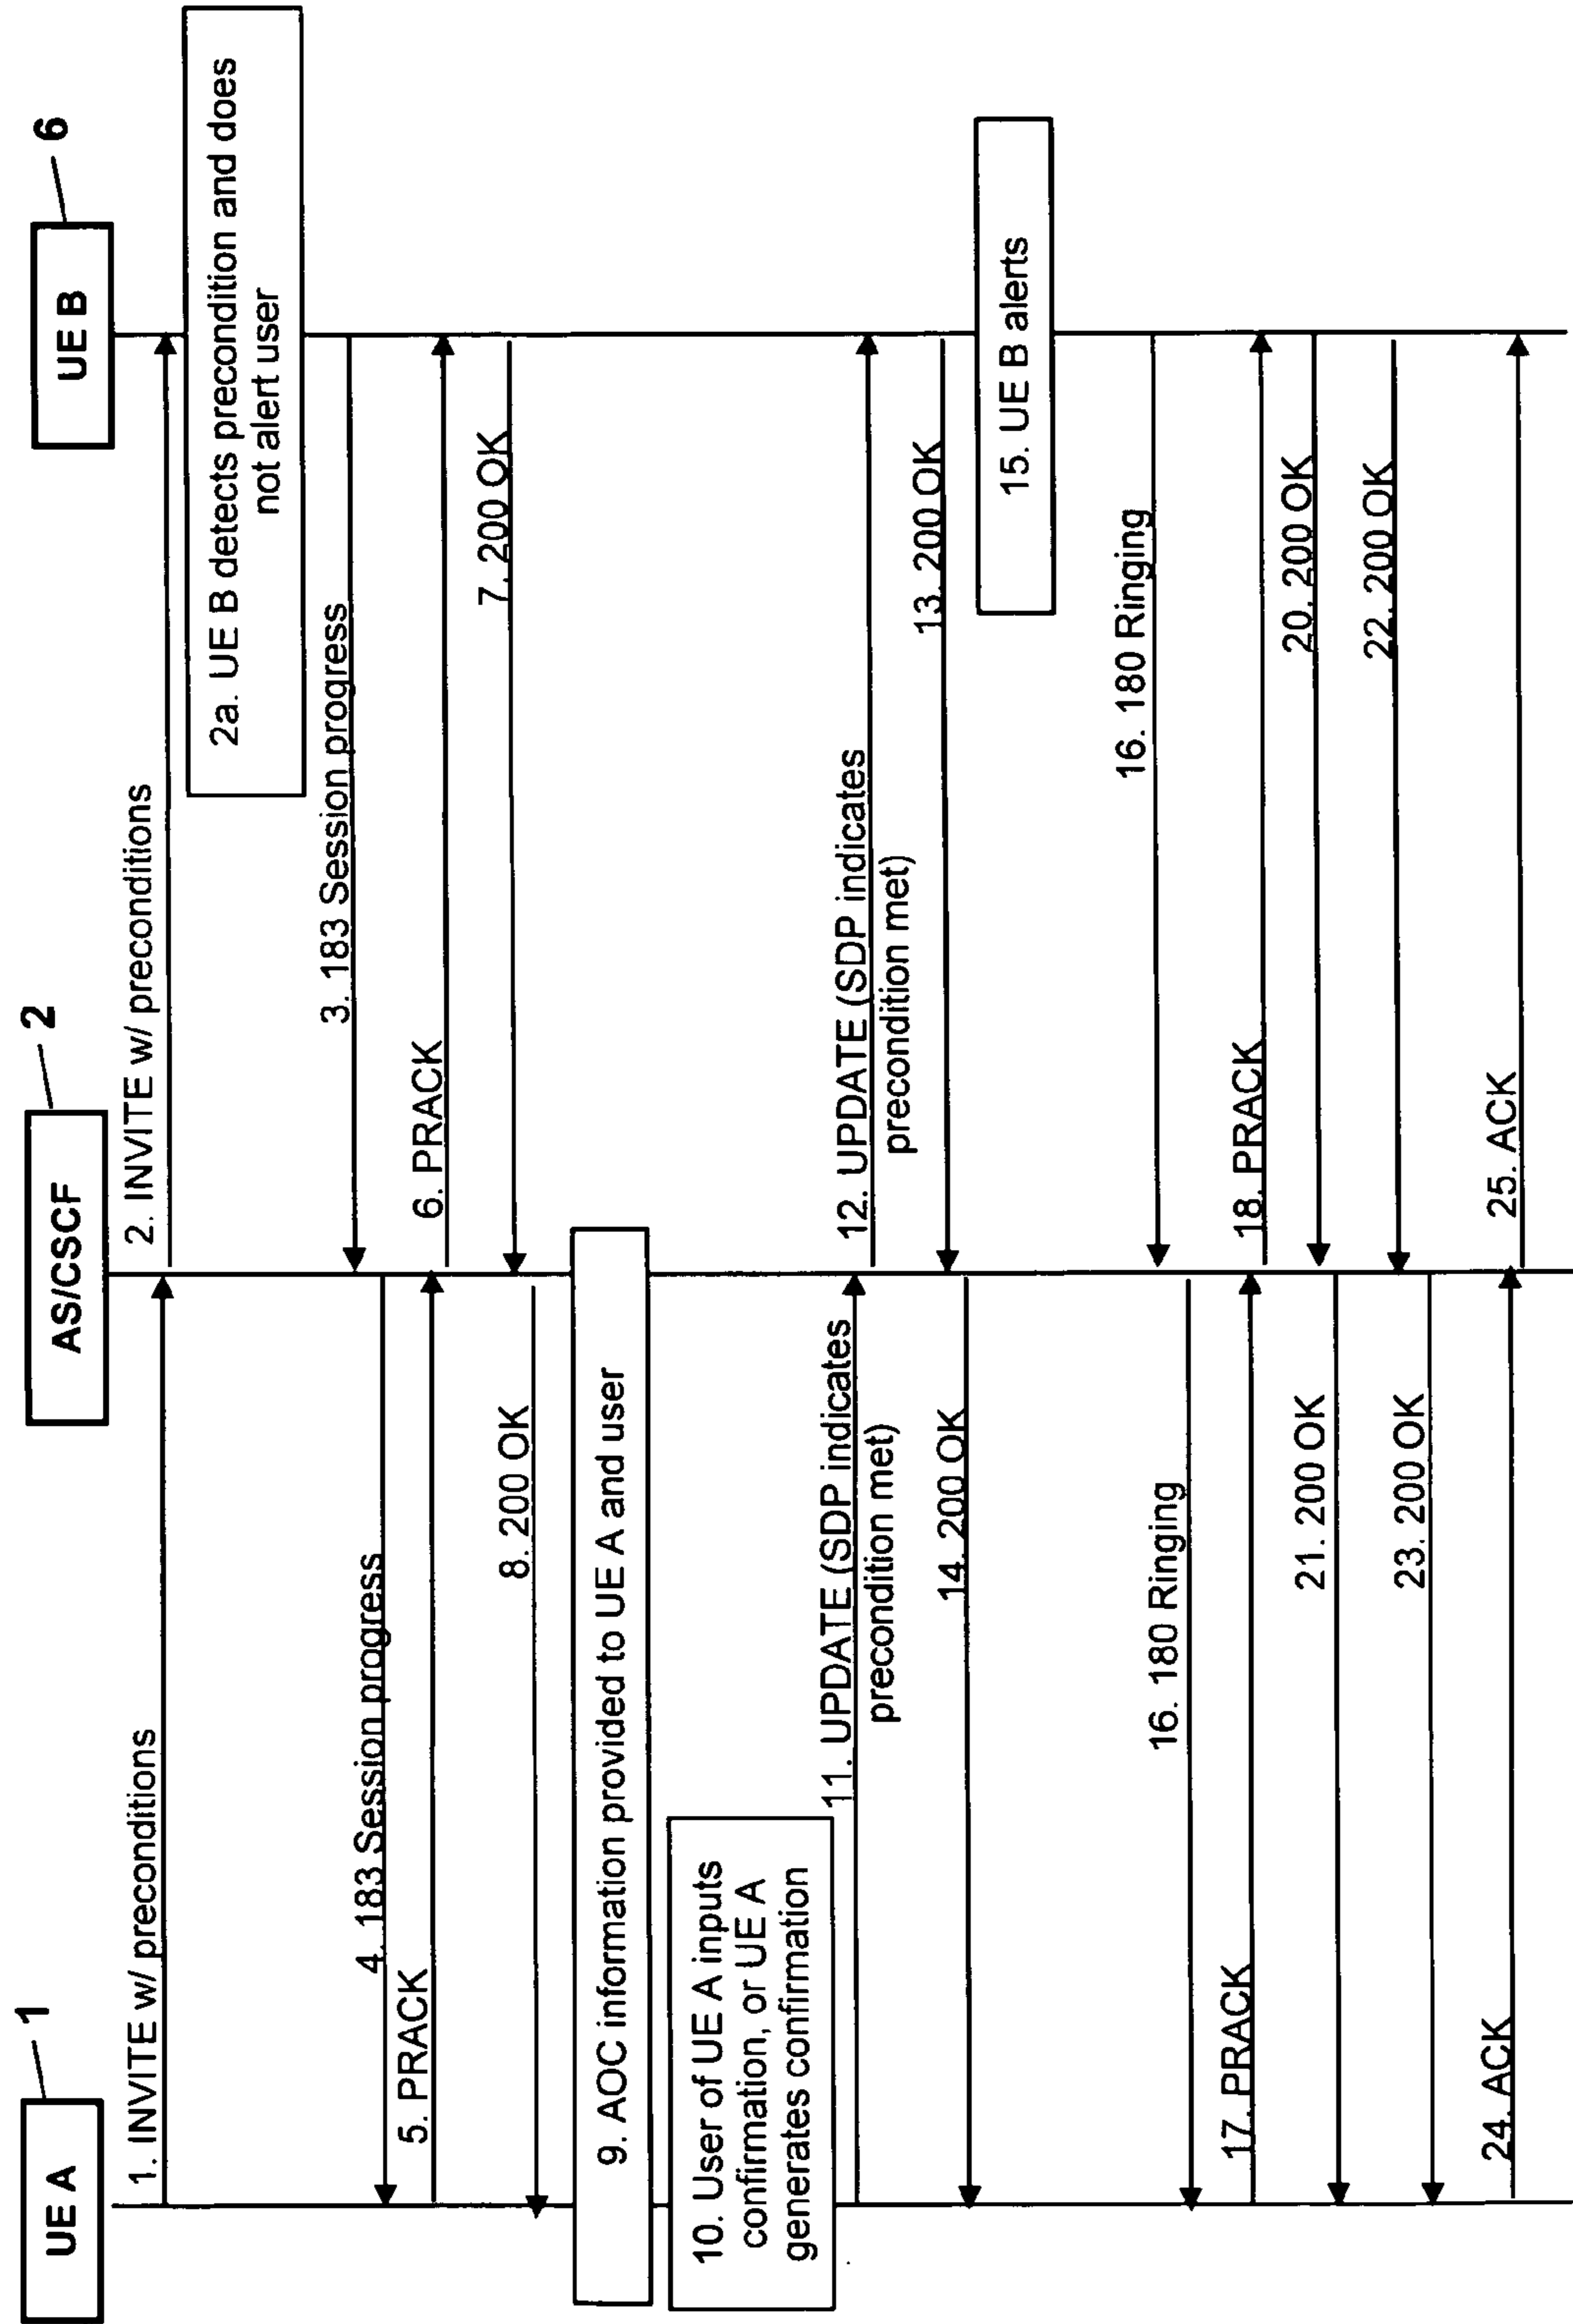 UE A
1
AS/CSCF
2
UE B
6
1. INVITE w/ preconditions
2. INVITE w/ preconditions
2a. UE B detects precondition and does
not alert user
3. 183 Session progress
4. 183 Session progress
5. PRACK
6. PRACK
7. 200 OK
8. 200 OK
9. AOC information provided to UE A and user
10. User of UE A inputs
confirmation, or UE A
generates confirmation
11. UPDATE (SDP indicates
precondition met)
12. UPDATE (SDP indicates
precondition met)
13. 200 OK
14. 200 OK
15. UE B alerts
16. 180 Ringing
16. 180 Ringing
17. PRACK
18. PRACK
20. 200 OK
21. 200 OK
22. 200 OK
23. 200 OK
24. ACK
25. ACK